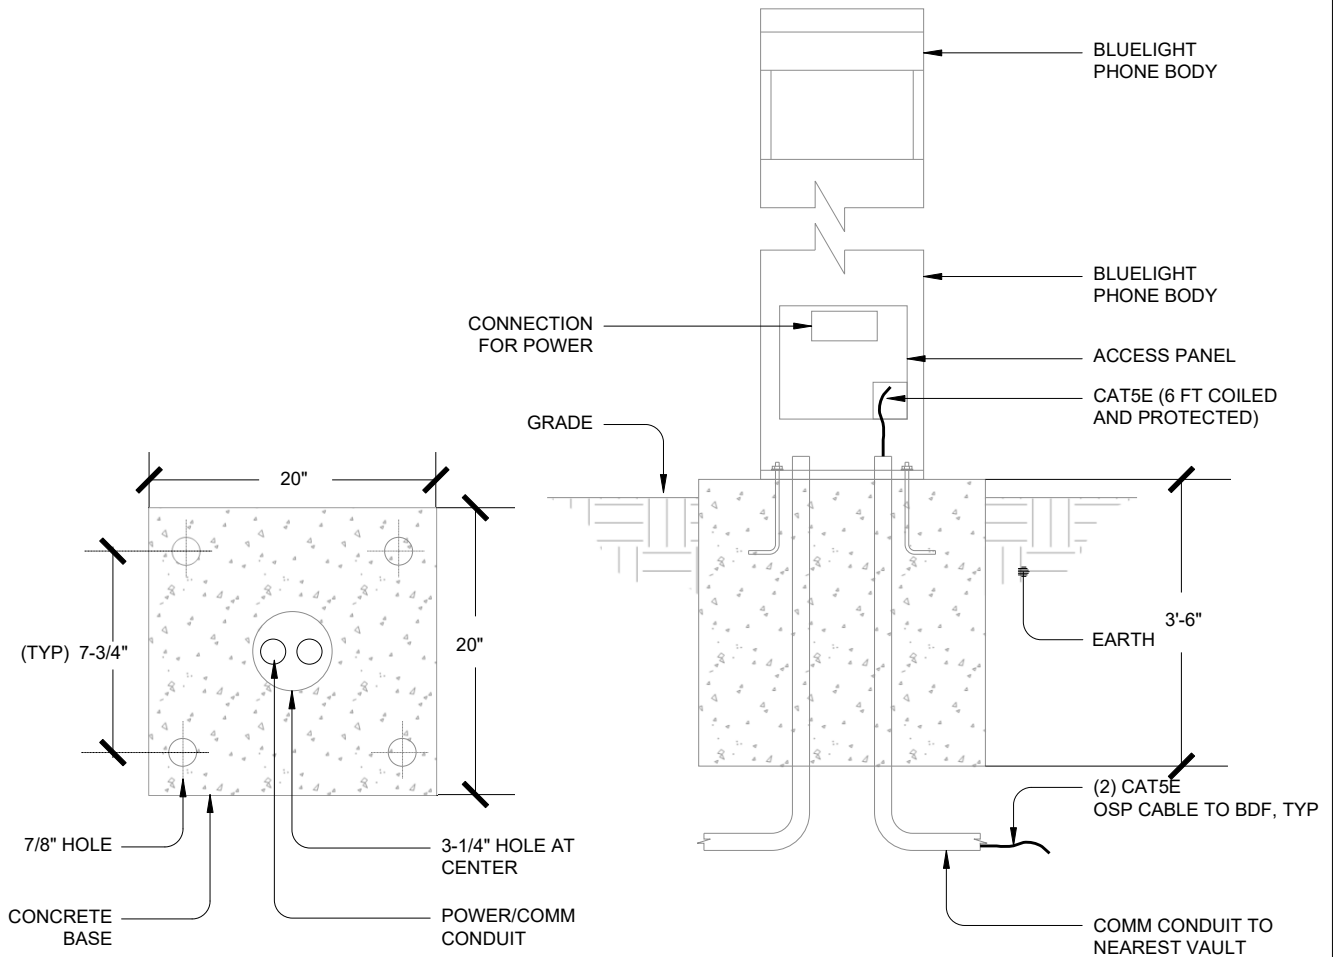 BLUELIGHT
PHONE BODY
BLUELIGHT
PHONE BODY
CONNECTION
FOR POWER
ACCESS PANEL
CAT5E (6 FT COILED
AND PROTECTED)
GRADE
20"
(TYP) 7-3/4"
20"
3'-6"
EARTH
(2) CAT5E
OSP CABLE TO BDF, TYP
7/8" HOLE
3-1/4" HOLE AT
CENTER
CONCRETE
BASE
POWER/COMM
CONDUIT
COMM CONDUIT TO
NEAREST VAULT